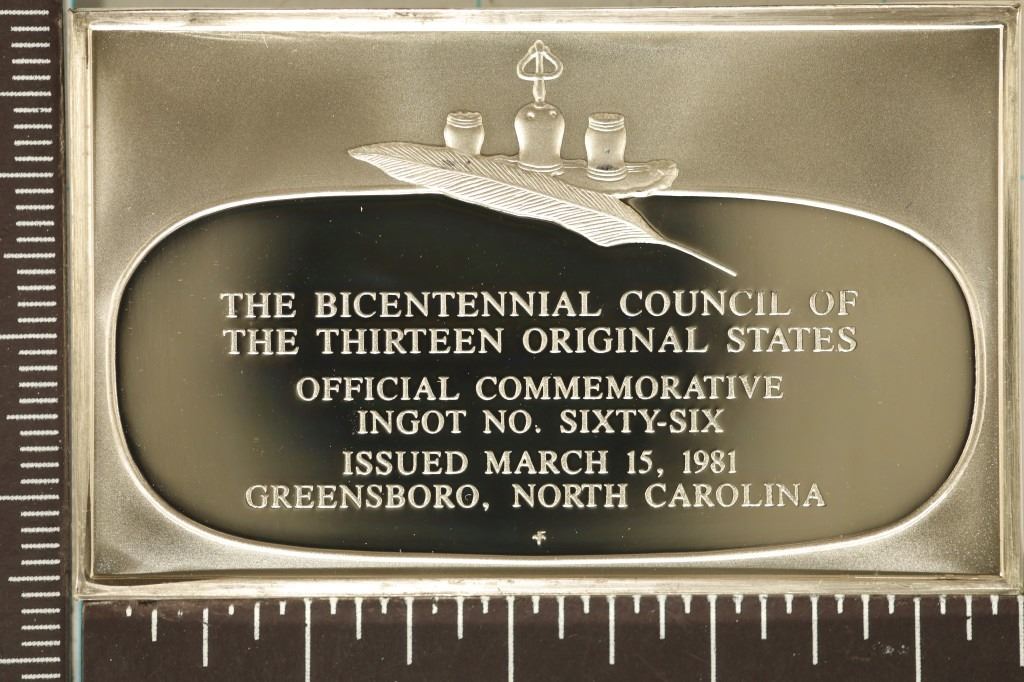 THE BICENTENNIAL COUNCIL OF
THE THIRTEEN ORIGINAL STATES
OFFICIAL COMMEMORATIVE
INGOT NO. SIXTY-SIX
ISSUED MARCH 15, 1981
GREENSBORO, NORTH CAROLINA